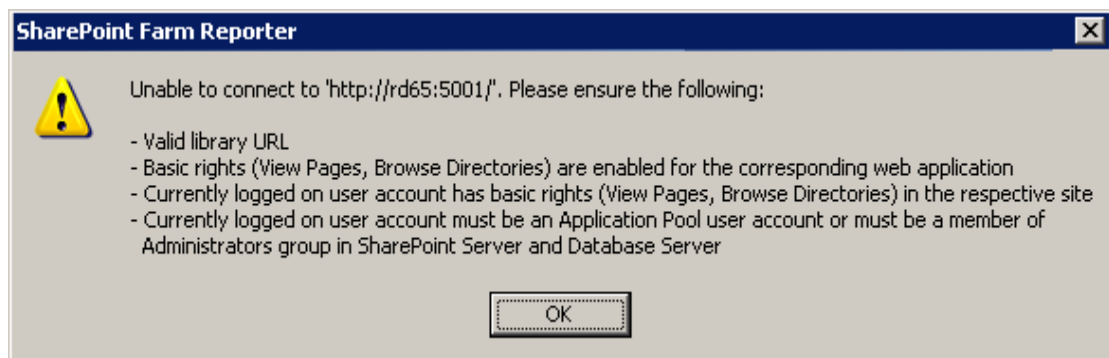 SharePoint Farm Reporter
Unable to connect to 'http://rd65:5001/'. Please ensure the following:
- Valid library URL
- Basic rights (View Pages, Browse Directories) are enabled for the corresponding web application
- Currently logged on user account has basic rights (View Pages, Browse Directories) in the respective site
- Currently logged on user account must be an Application Pool user account or must be a member of
Administrators group in SharePoint Server and Database Server
OK